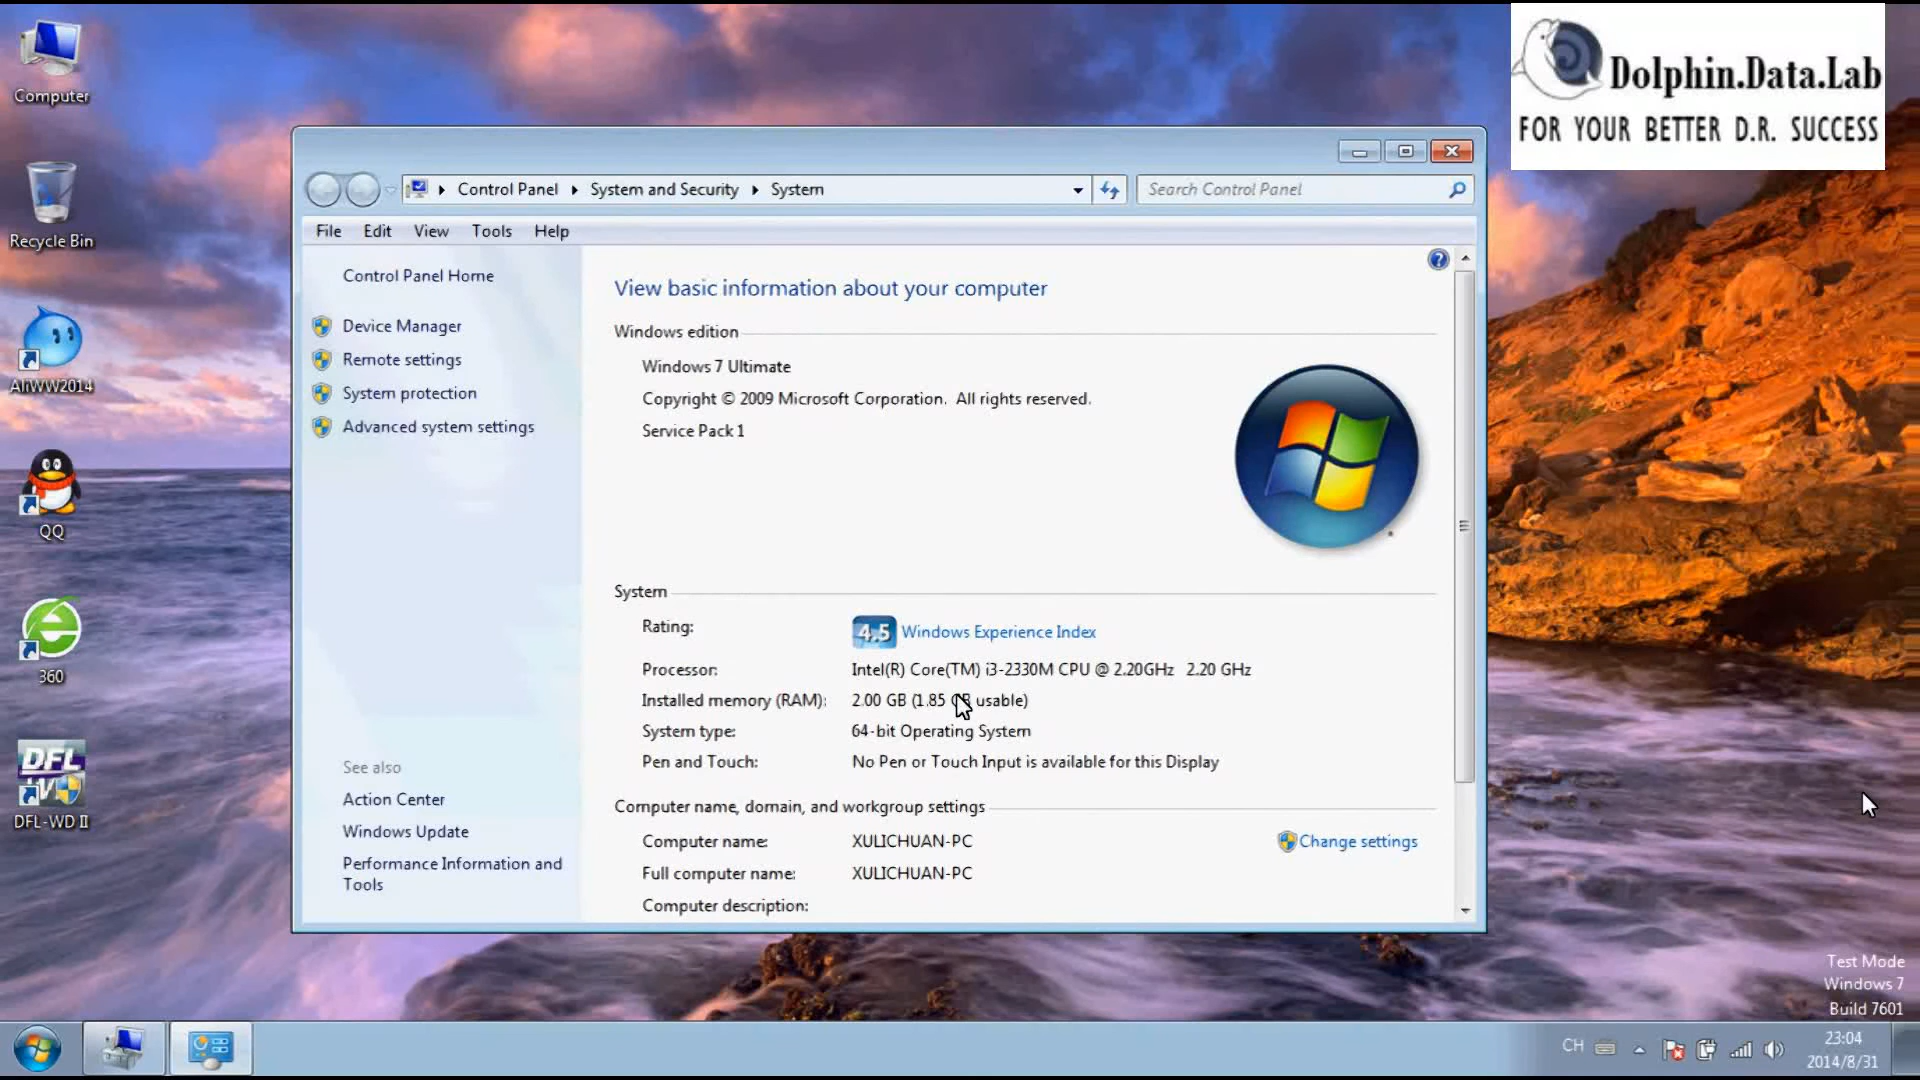 Computer
Recycle Bin
AliWW2014
QQ
360
DFL
DFL-WD II
Dolphin.Data.Lab
FOR YOUR BETTER D.R. SUCCESS
Control Panel
System and Security
System
Search Control Panel
File Edit View Tools Help
Control Panel Home
Device Manager
Remote settings
System protection
Advanced system settings
See also
Action Center
Windows Update
Performance Information and
Tools
View basic information about your computer
Windows edition
Windows 7 Ultimate
Copyright © 2009 Microsoft Corporation. All rights reserved.
Service Pack 1
System
Rating: 4.5 Windows Experience Index
Processor: Intel(R) Core(TM) i3-2330M CPU @ 2.20GHz 2.20 GHz
Installed memory (RAM): 2.00 GB (1.85 usable)
System type: 64-bit Operating System
Pen and Touch: No Pen or Touch Input is available for this Display
Computer name, domain, and workgroup settings
Computer name: XULICHUAN-PC Change settings
Full computer name: XULICHUAN-PC
Computer description:
Test Mode
Windows 7
Build 7601
CH
23:04
2014/8/31